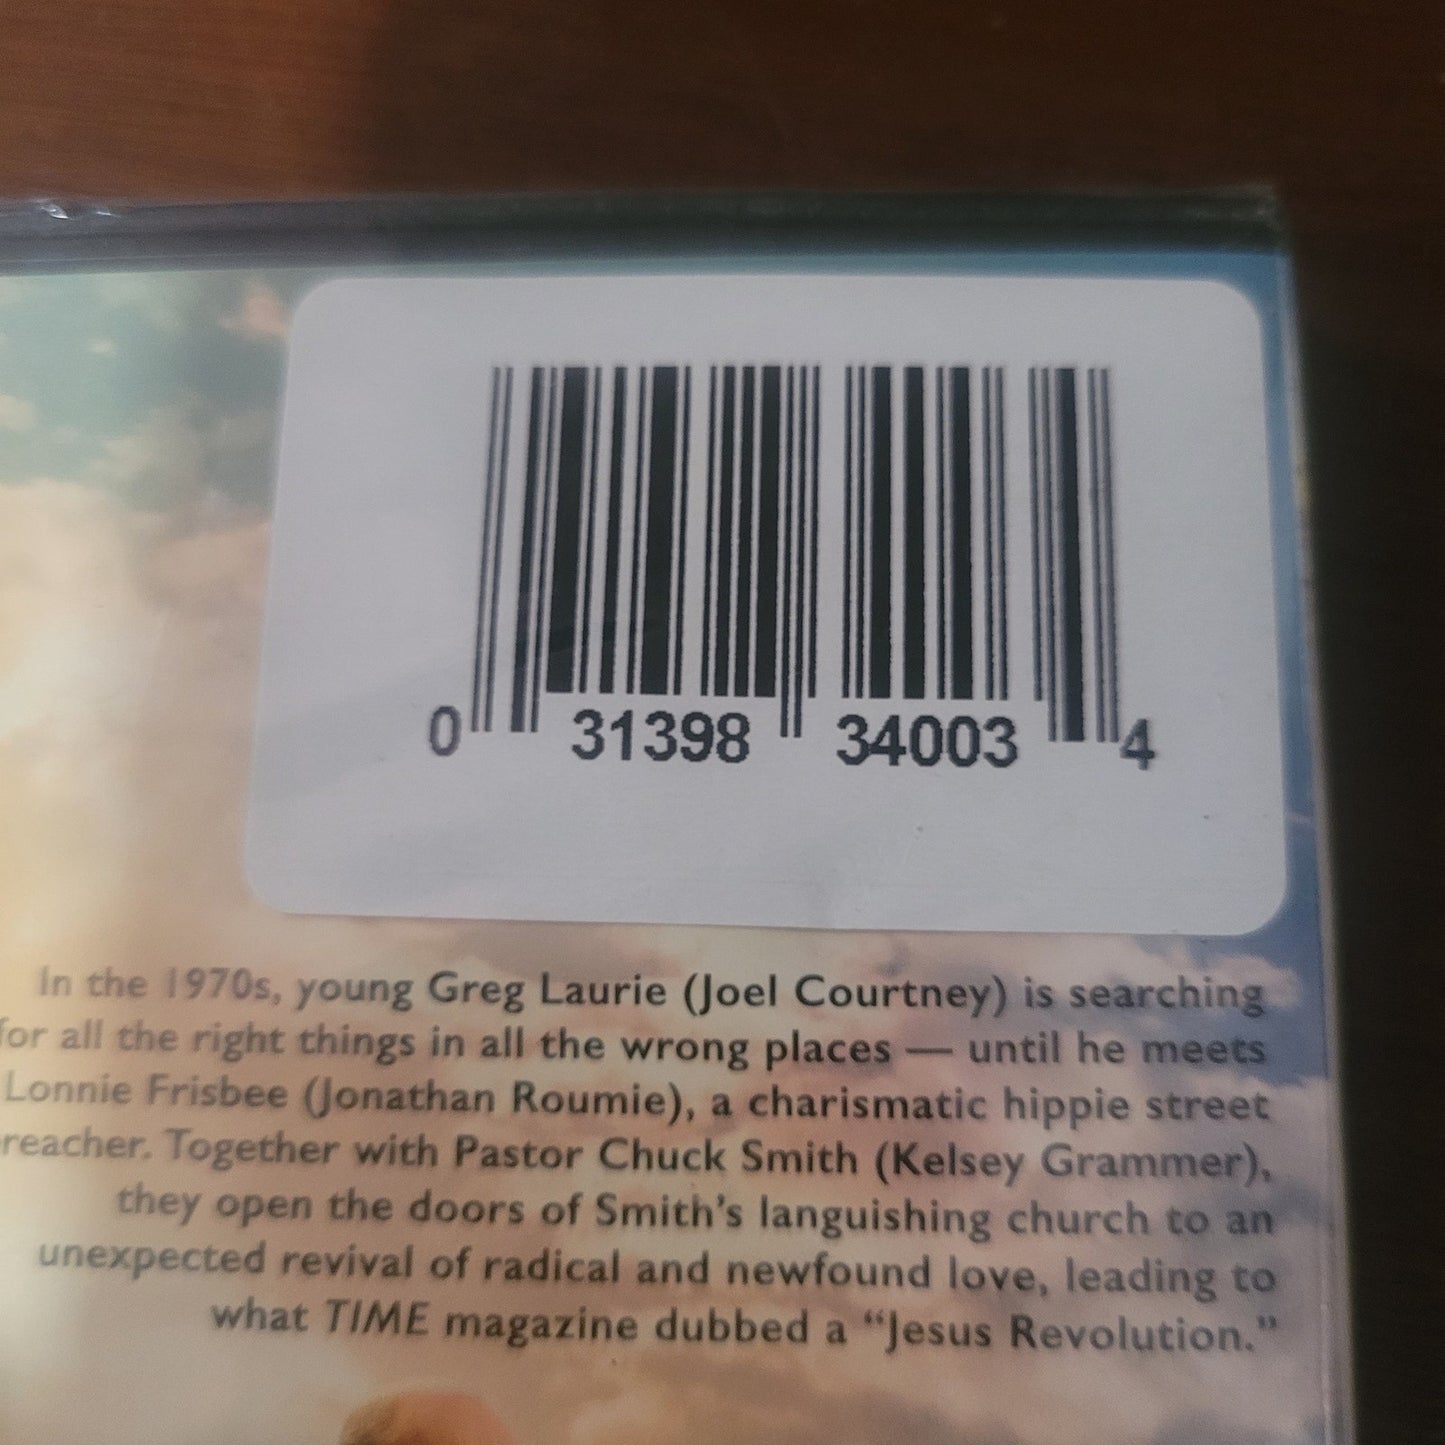 0 31398 34003 4
In the 1970s, young Greg Laurie (Joel Courtney) is searching
for all the right things in all the wrong places — until he meets
Lonnie Frisbee (Jonathan Roumie), a charismatic hippie street
reacher. Together with Pastor Chuck Smith (Kelsey Grammer),
they open the doors of Smith's languishing church to an
unexpected revival of radical and newfound love, leading to
what TIME magazine dubbed a “Jesus Revolution.”